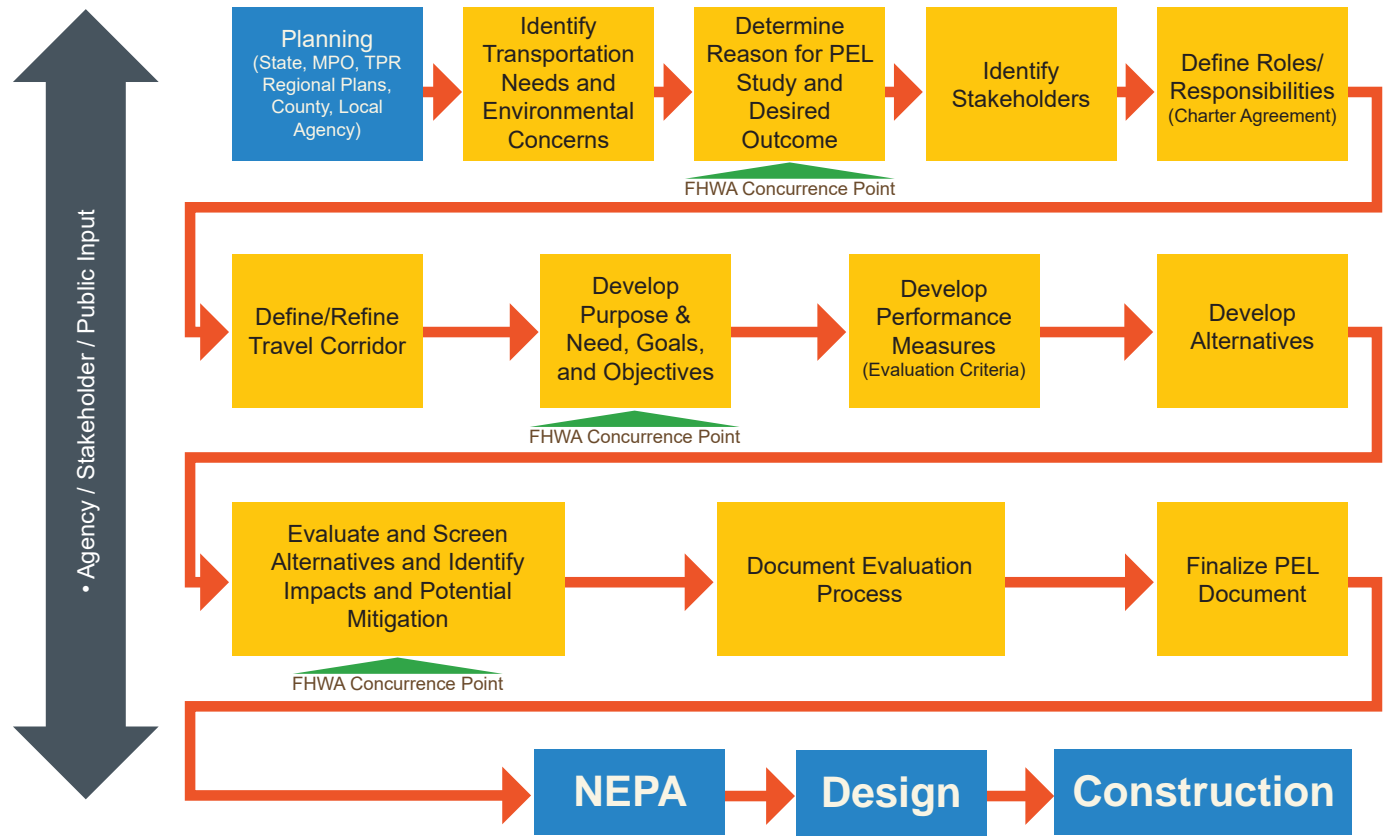 Planning
(State, MPO, TPR
Regional Plans,
County, Local
Agency)
Identify
Transportation
Needs and
Environmental
Concerns
Determine
Reason for PEL
Study and
Desired
Outcome
Identify
Stakeholders
Define Roles/
Responsibilities
(Charter Agreement)
FHWA Concurrence Point
• Agency / Stakeholder / Public Input
Define/Refine
Travel Corridor
Develop
Purpose &
Need, Goals,
and Objectives
Develop
Performance
Measures
(Evaluation Criteria)
Develop
Alternatives
FHWA Concurrence Point
Evaluate and Screen
Alternatives and Identify
Impacts and Potential
Mitigation
Document Evaluation
Process
Finalize PEL
Document
FHWA Concurrence Point
NEPA
Design
Construction